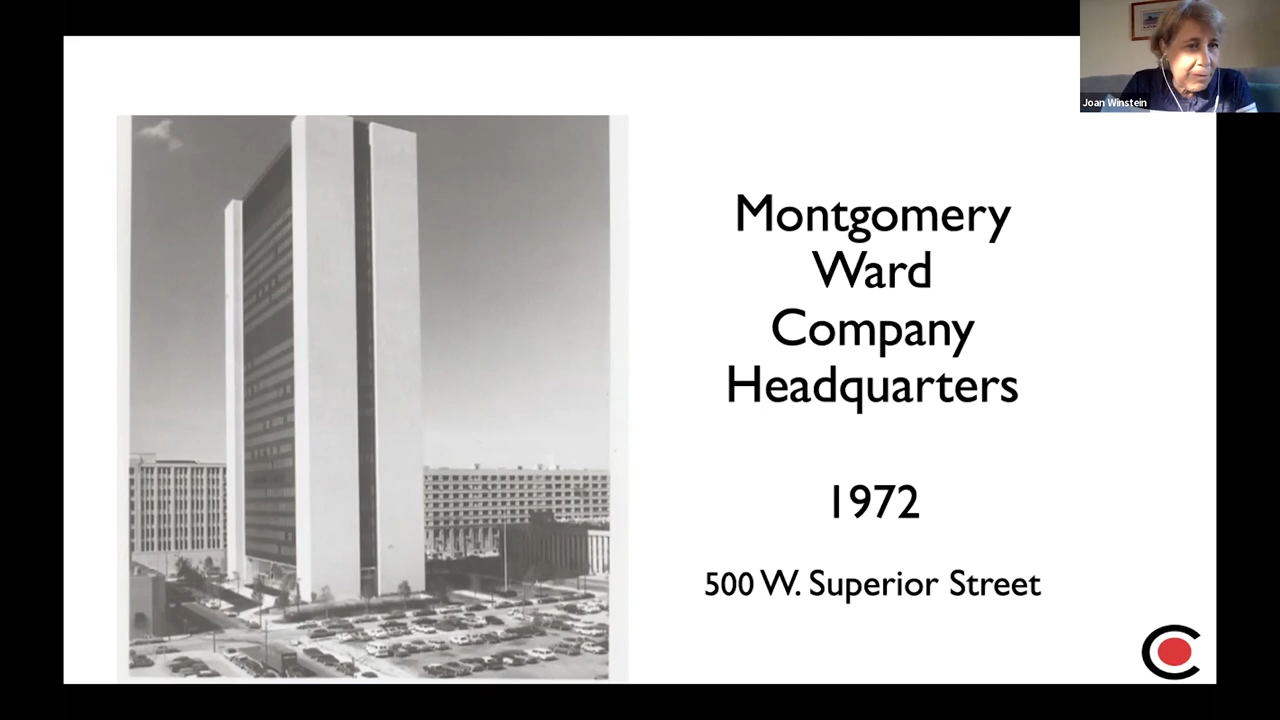 Joan Winstein
Montgomery
Ward
Company
Headquarters
1972
500 W. Superior Street